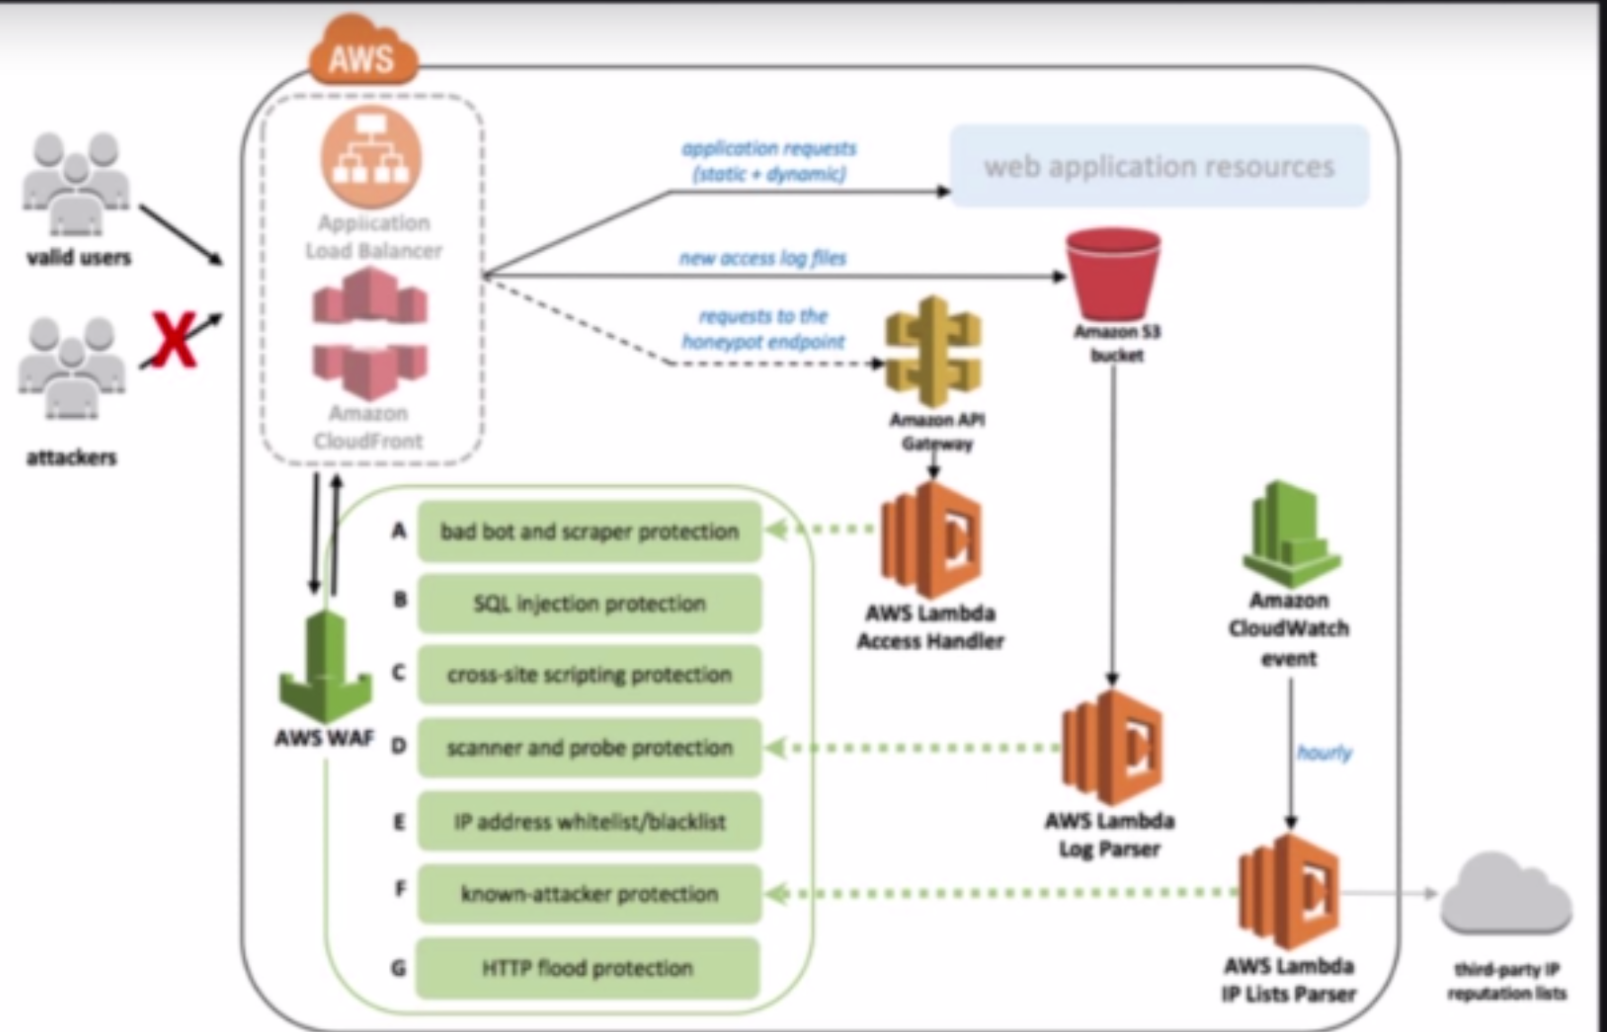 AWS
valid users
attackers
Application
Load Balancer
Amazon
CloudFront
application requests
(static + dynamic)
web application resources
new access log files
Amazon S3
bucket
requests to the
honeypot endpoint
Amazon API
Gateway
AWS Lambda
Access Handler
Amazon
CloudWatch
event
hourly
AWS WAF
A bad bot and scraper protection
B SQL injection protection
C cross-site scripting protection
D scanner and probe protection
E IP address whitelist/blacklist
F known-attacker protection
G HTTP flood protection
AWS Lambda
Log Parser
AWS Lambda
IP Lists Parser
third-party IP
reputation lists
X